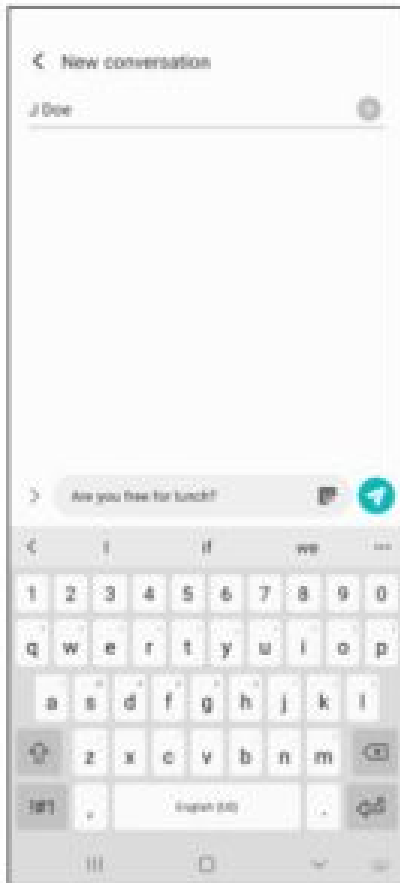 New conversation
J Doe
Are you free for lunch?
I if we
1 2 3 4 5 6 7 8 9 0
q w e r t y u i o p
a s d f g h j k l
z x c v b n m
!#1 , English (US) .